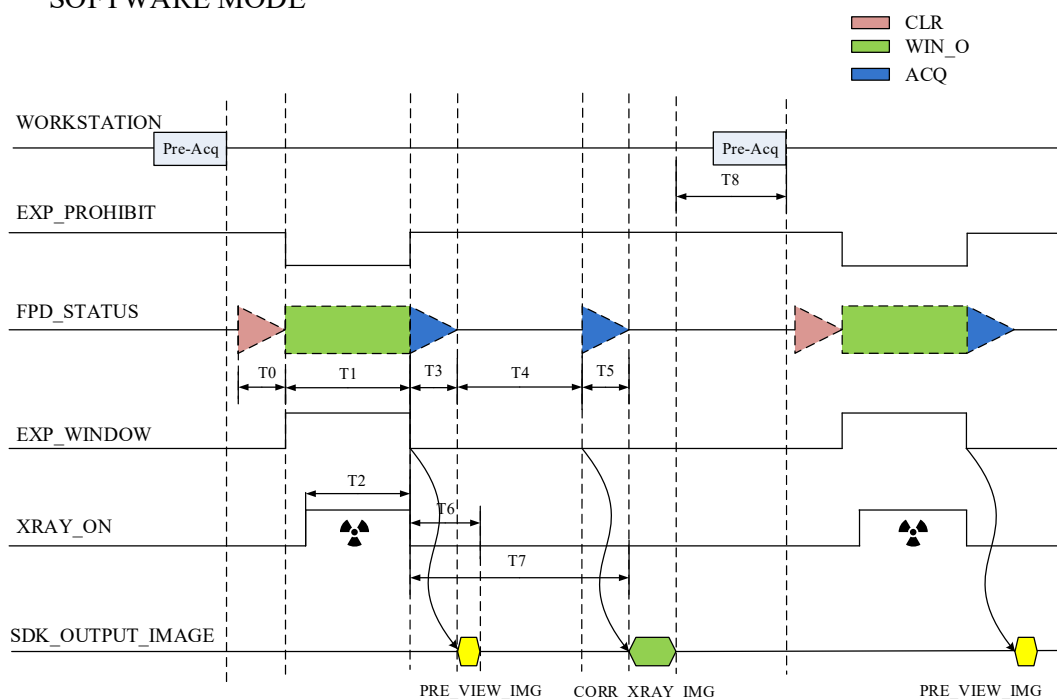 SOFTWARE MODE
CLR
WIN_O
ACQ
WORKSTATION
Pre-Acq
Pre-Acq
T8
EXP_PROHIBIT
FPD_STATUS
T0
T1
T3
T4
T5
EXP_WINDOW
T2
T6
XRAY_ON
T7
SDK_OUTPUT_IMAGE
PRE_VIEW_IMG
CORR_XRAY_IMG
PRE_VIEW_IMG